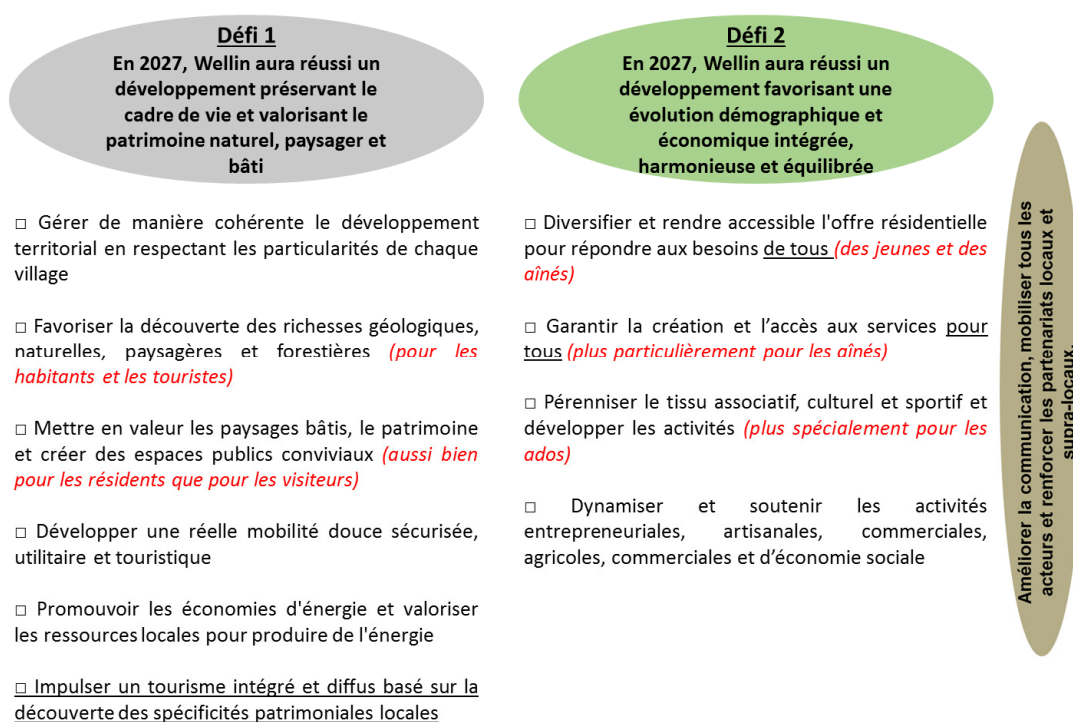 Défi 1
En 2027, Wellin aura réussi un
développement préservant le
cadre de vie et valorisant le
patrimoine naturel, paysager et
bâti
□ Gérer de manière cohérente le développement
territorial en respectant les particularités de chaque
village
□ Favoriser la découverte des richesses géologiques,
naturelles, paysagères et forestières (pour les
habitants et les touristes)
□ Mettre en valeur les paysages bâtis, le patrimoine
et créer des espaces publics conviviaux (aussi bien
pour les résidents que pour les visiteurs)
□ Développer une réelle mobilité douce sécurisée,
utilitaire et touristique
□ Promouvoir les économies d'énergie et valoriser
les ressources locales pour produire de l'énergie
□ Impulser un tourisme intégré et diffus basé sur la
découverte des spécificités patrimoniales locales
Défi 2
En 2027, Wellin aura réussi un
développement favorisant une
évolution démographique et
économique intégrée,
harmonieuse et équilibrée
□ Diversifier et rendre accessible l'offre résidentielle
pour répondre aux besoins de tous (des jeunes et des
aînés)
□ Garantir la création et l’accès aux services pour
tous (plus particulièrement pour les aînés)
□ Pérenniser le tissu associatif, culturel et sportif et
développer les activités (plus spécialement pour les
ados)
□ Dynamiser et soutenir les activités
entrepreneuriales, artisanales, commerciales,
agricoles, commerciales et d’économie sociale
Améliorer la communication, mobiliser tous les
acteurs et renforcer les partenariats locaux et
supra-locaux.